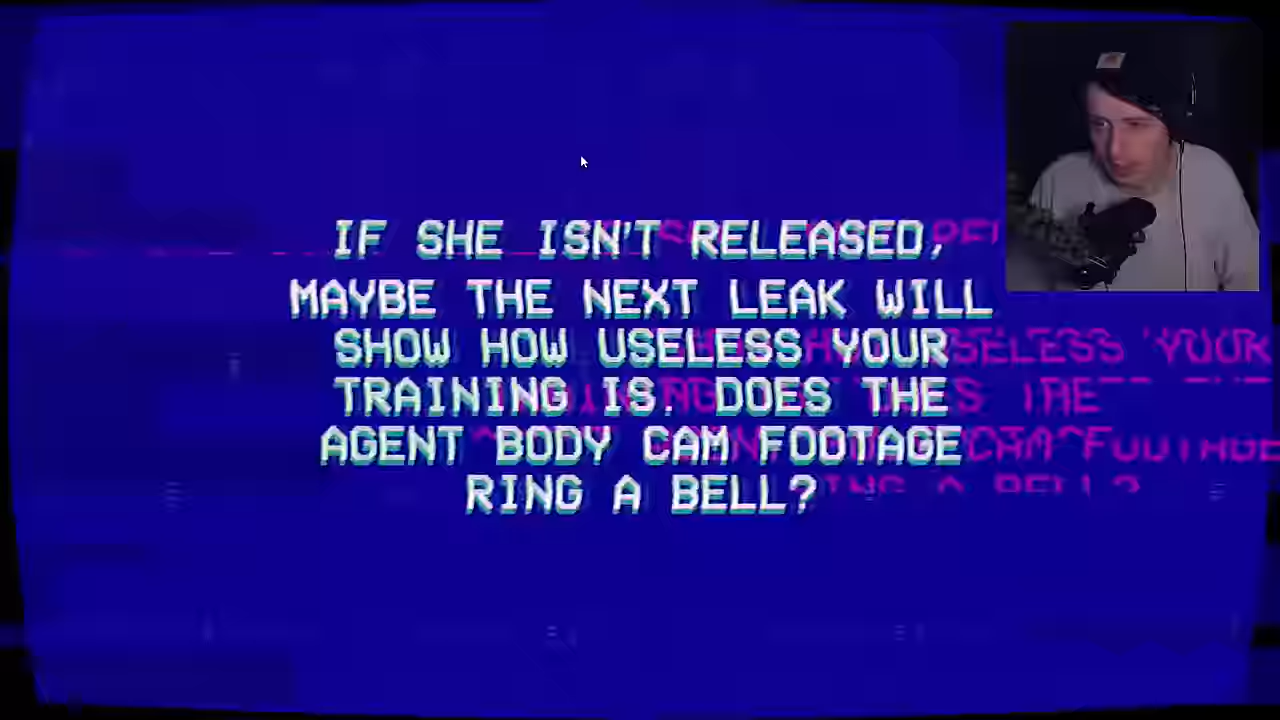 IF SHE ISN'T RELEASED,
MAYBE THE NEXT LEAK WILL
SHOW HOW USELESS YOUR
TRAINING IS. DOES THE
AGENT BODY CAM FOOTAGE
RING A BELL?